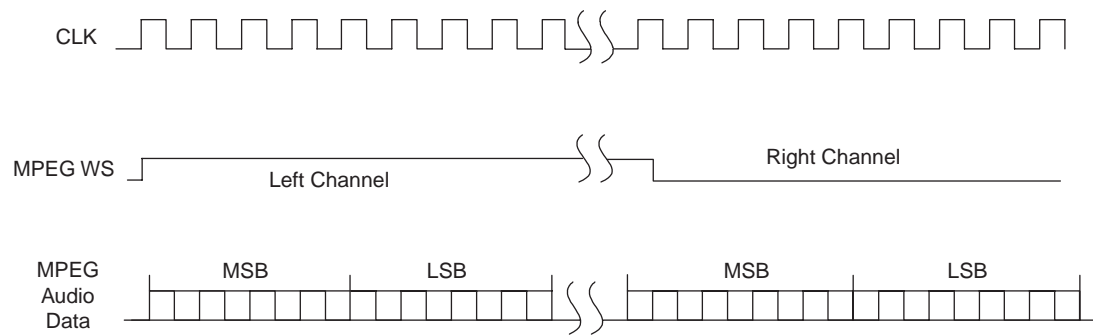 CLK
MPEG WS
Left Channel
Right Channel
MPEG
Audio
Data
MSB
LSB
MSB
LSB